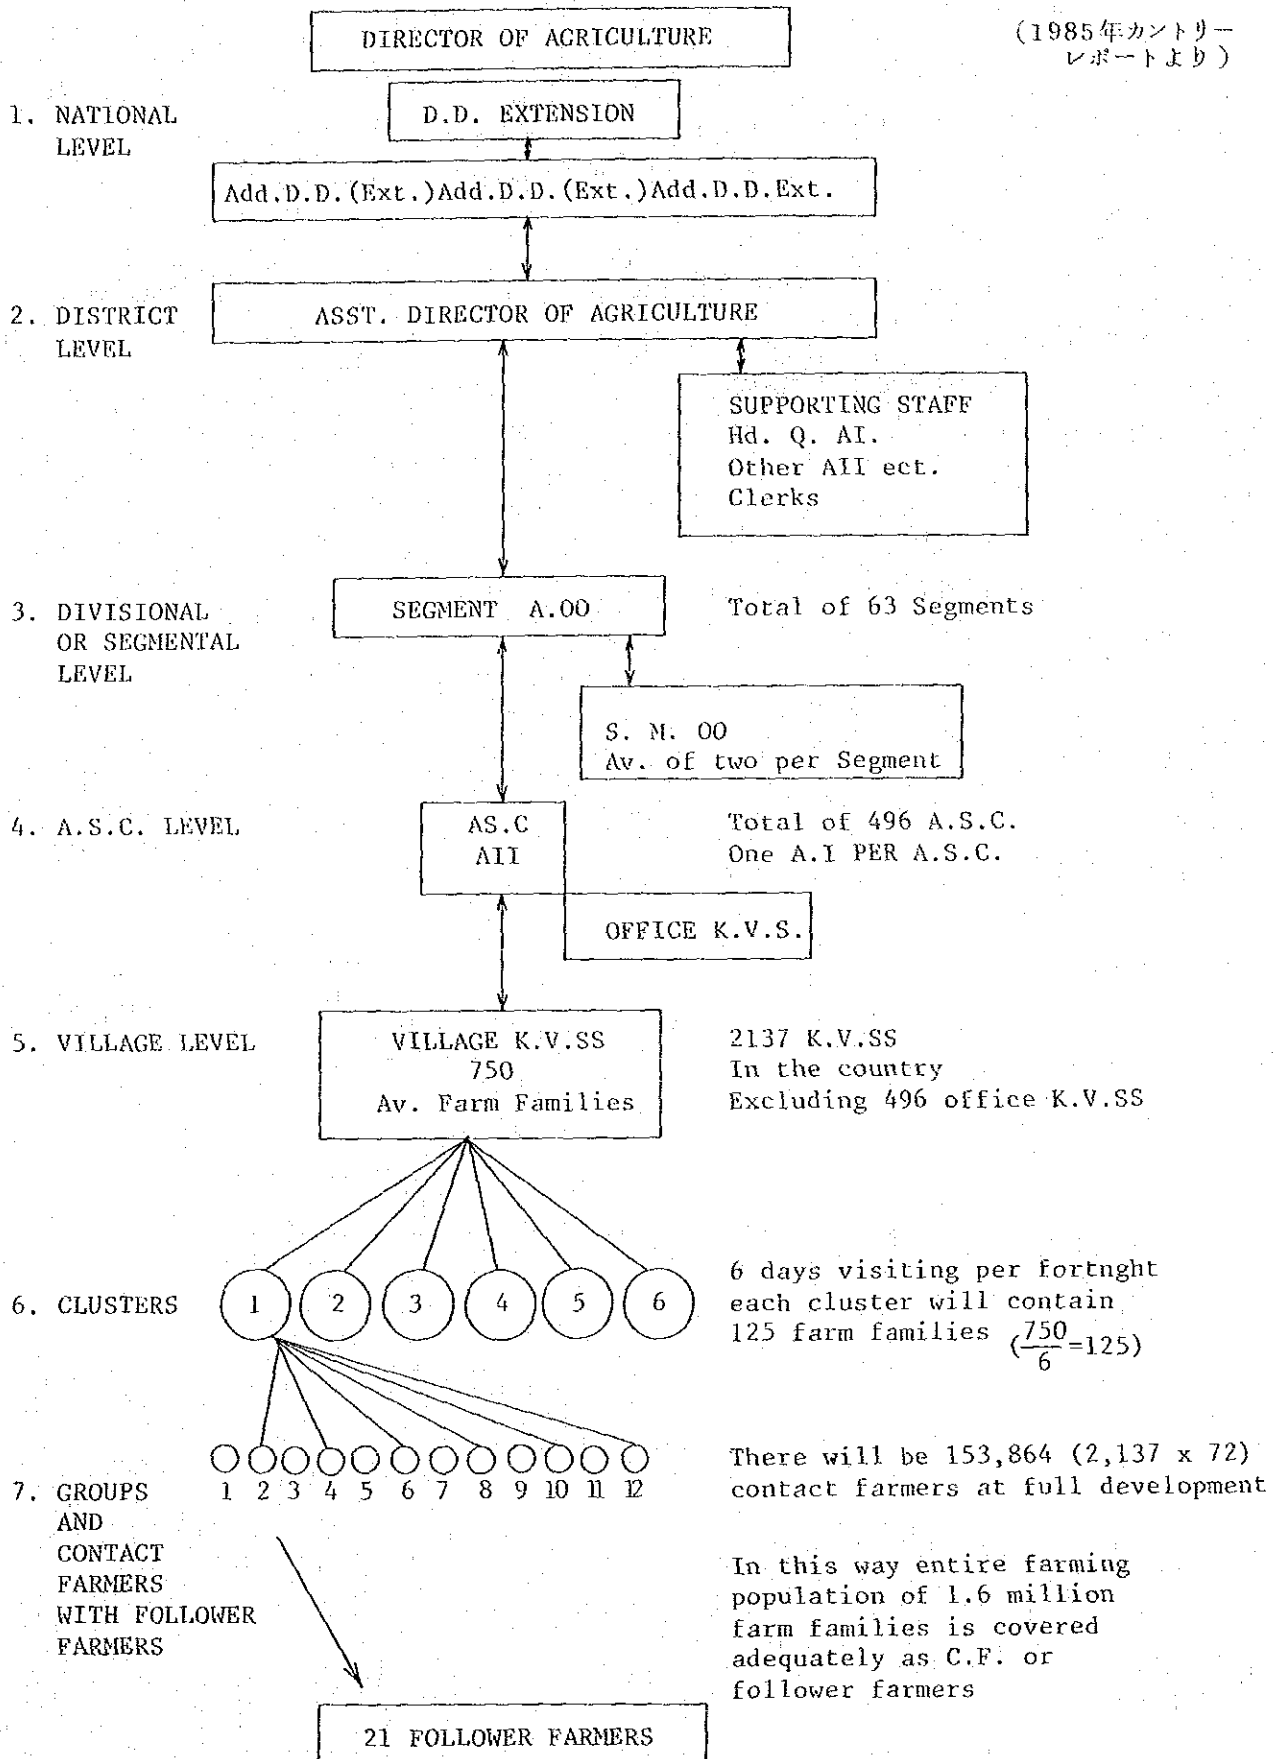 DIRECTOR OF AGRICULTURE
(1985年カントリー
レポートより)
1. NATIONAL
LEVEL
D.D. EXTENSION
Add.D.D.(Ext.)Add.D.D.(Ext.)Add.D.D.Ext.
2. DISTRICT
LEVEL
ASST. DIRECTOR OF AGRICULTURE
SUPPORTING STAFF
Hd. Q. AI.
Other AII ect.
Clerks
3. DIVISIONAL
OR SEGMENTAL
LEVEL
SEGMENT A.OO
Total of 63 Segments
S. M. OO
Av. of two per Segment
4. A.S.C. LEVEL
AS.C
AII
Total of 496 A.S.C.
One A.I PER A.S.C.
OFFICE K.V.S.
5. VILLAGE LEVEL
VILLAGE K.V.SS
750
Av. Farm Families
2137 K.V.SS
In the country
Excluding 496 office K.V.SS
6. CLUSTERS
1 2 3 4 5 6
6 days visiting per fortnght
each cluster will contain
125 farm families (750/6=125)
7. GROUPS
AND
CONTACT
FARMERS
WITH FOLLOWER
FARMERS
1 2 3 4 5 6 7 8 9 10 11 12
There will be 153,864 (2,137 x 72)
contact farmers at full development
In this way entire farming
population of 1.6 million
farm families is covered
adequately as C.F. or
follower farmers
21 FOLLOWER FARMERS